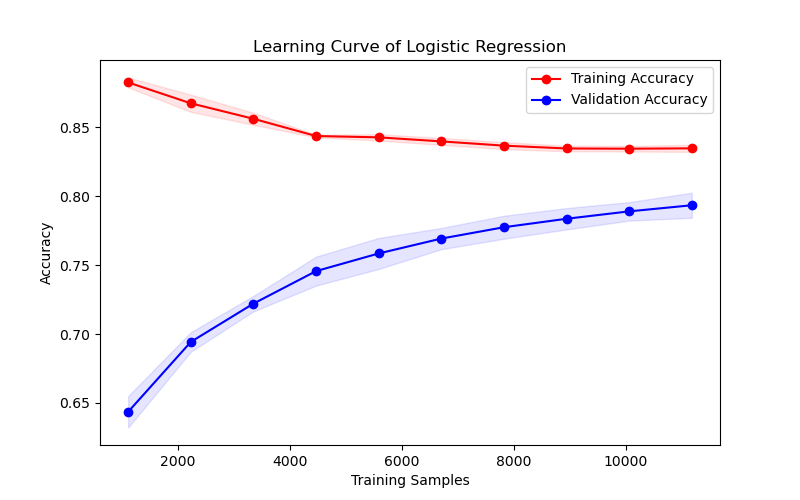 Learning Curve of Logistic Regression
Training Accuracy
Validation Accuracy
0.85
0.80
0.75
0.70
0.65
Accuracy
2000 4000 6000 8000 10000
Training Samples